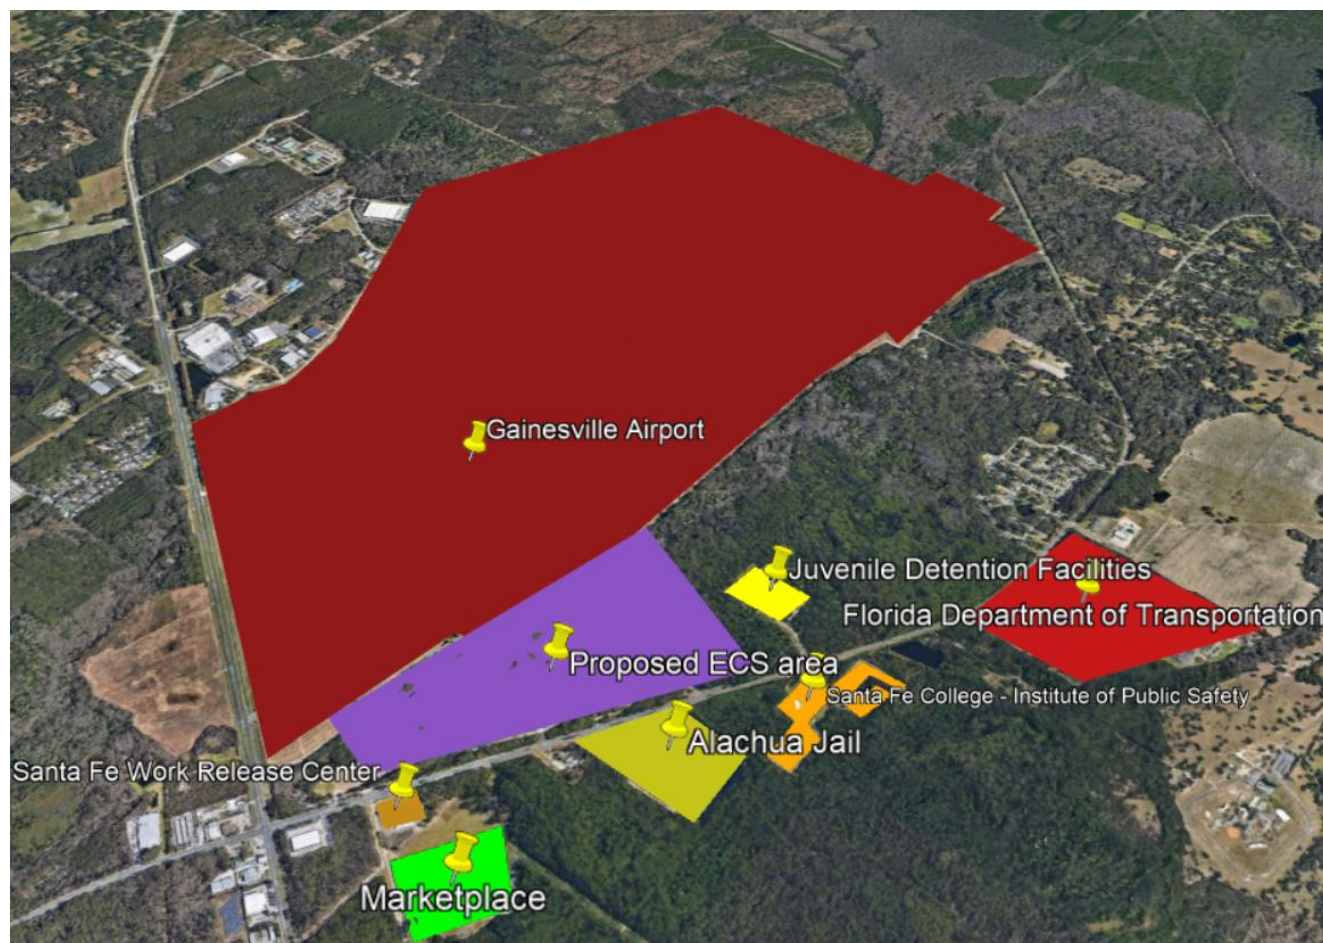 Gainesville Airport
Juvenile Detention Facilities
Florida Department of Transportation
Proposed ECS area
Santa Fe College - Institute of Public Safety
Alachua Jail
Santa Fe Work Release Center
Marketplace